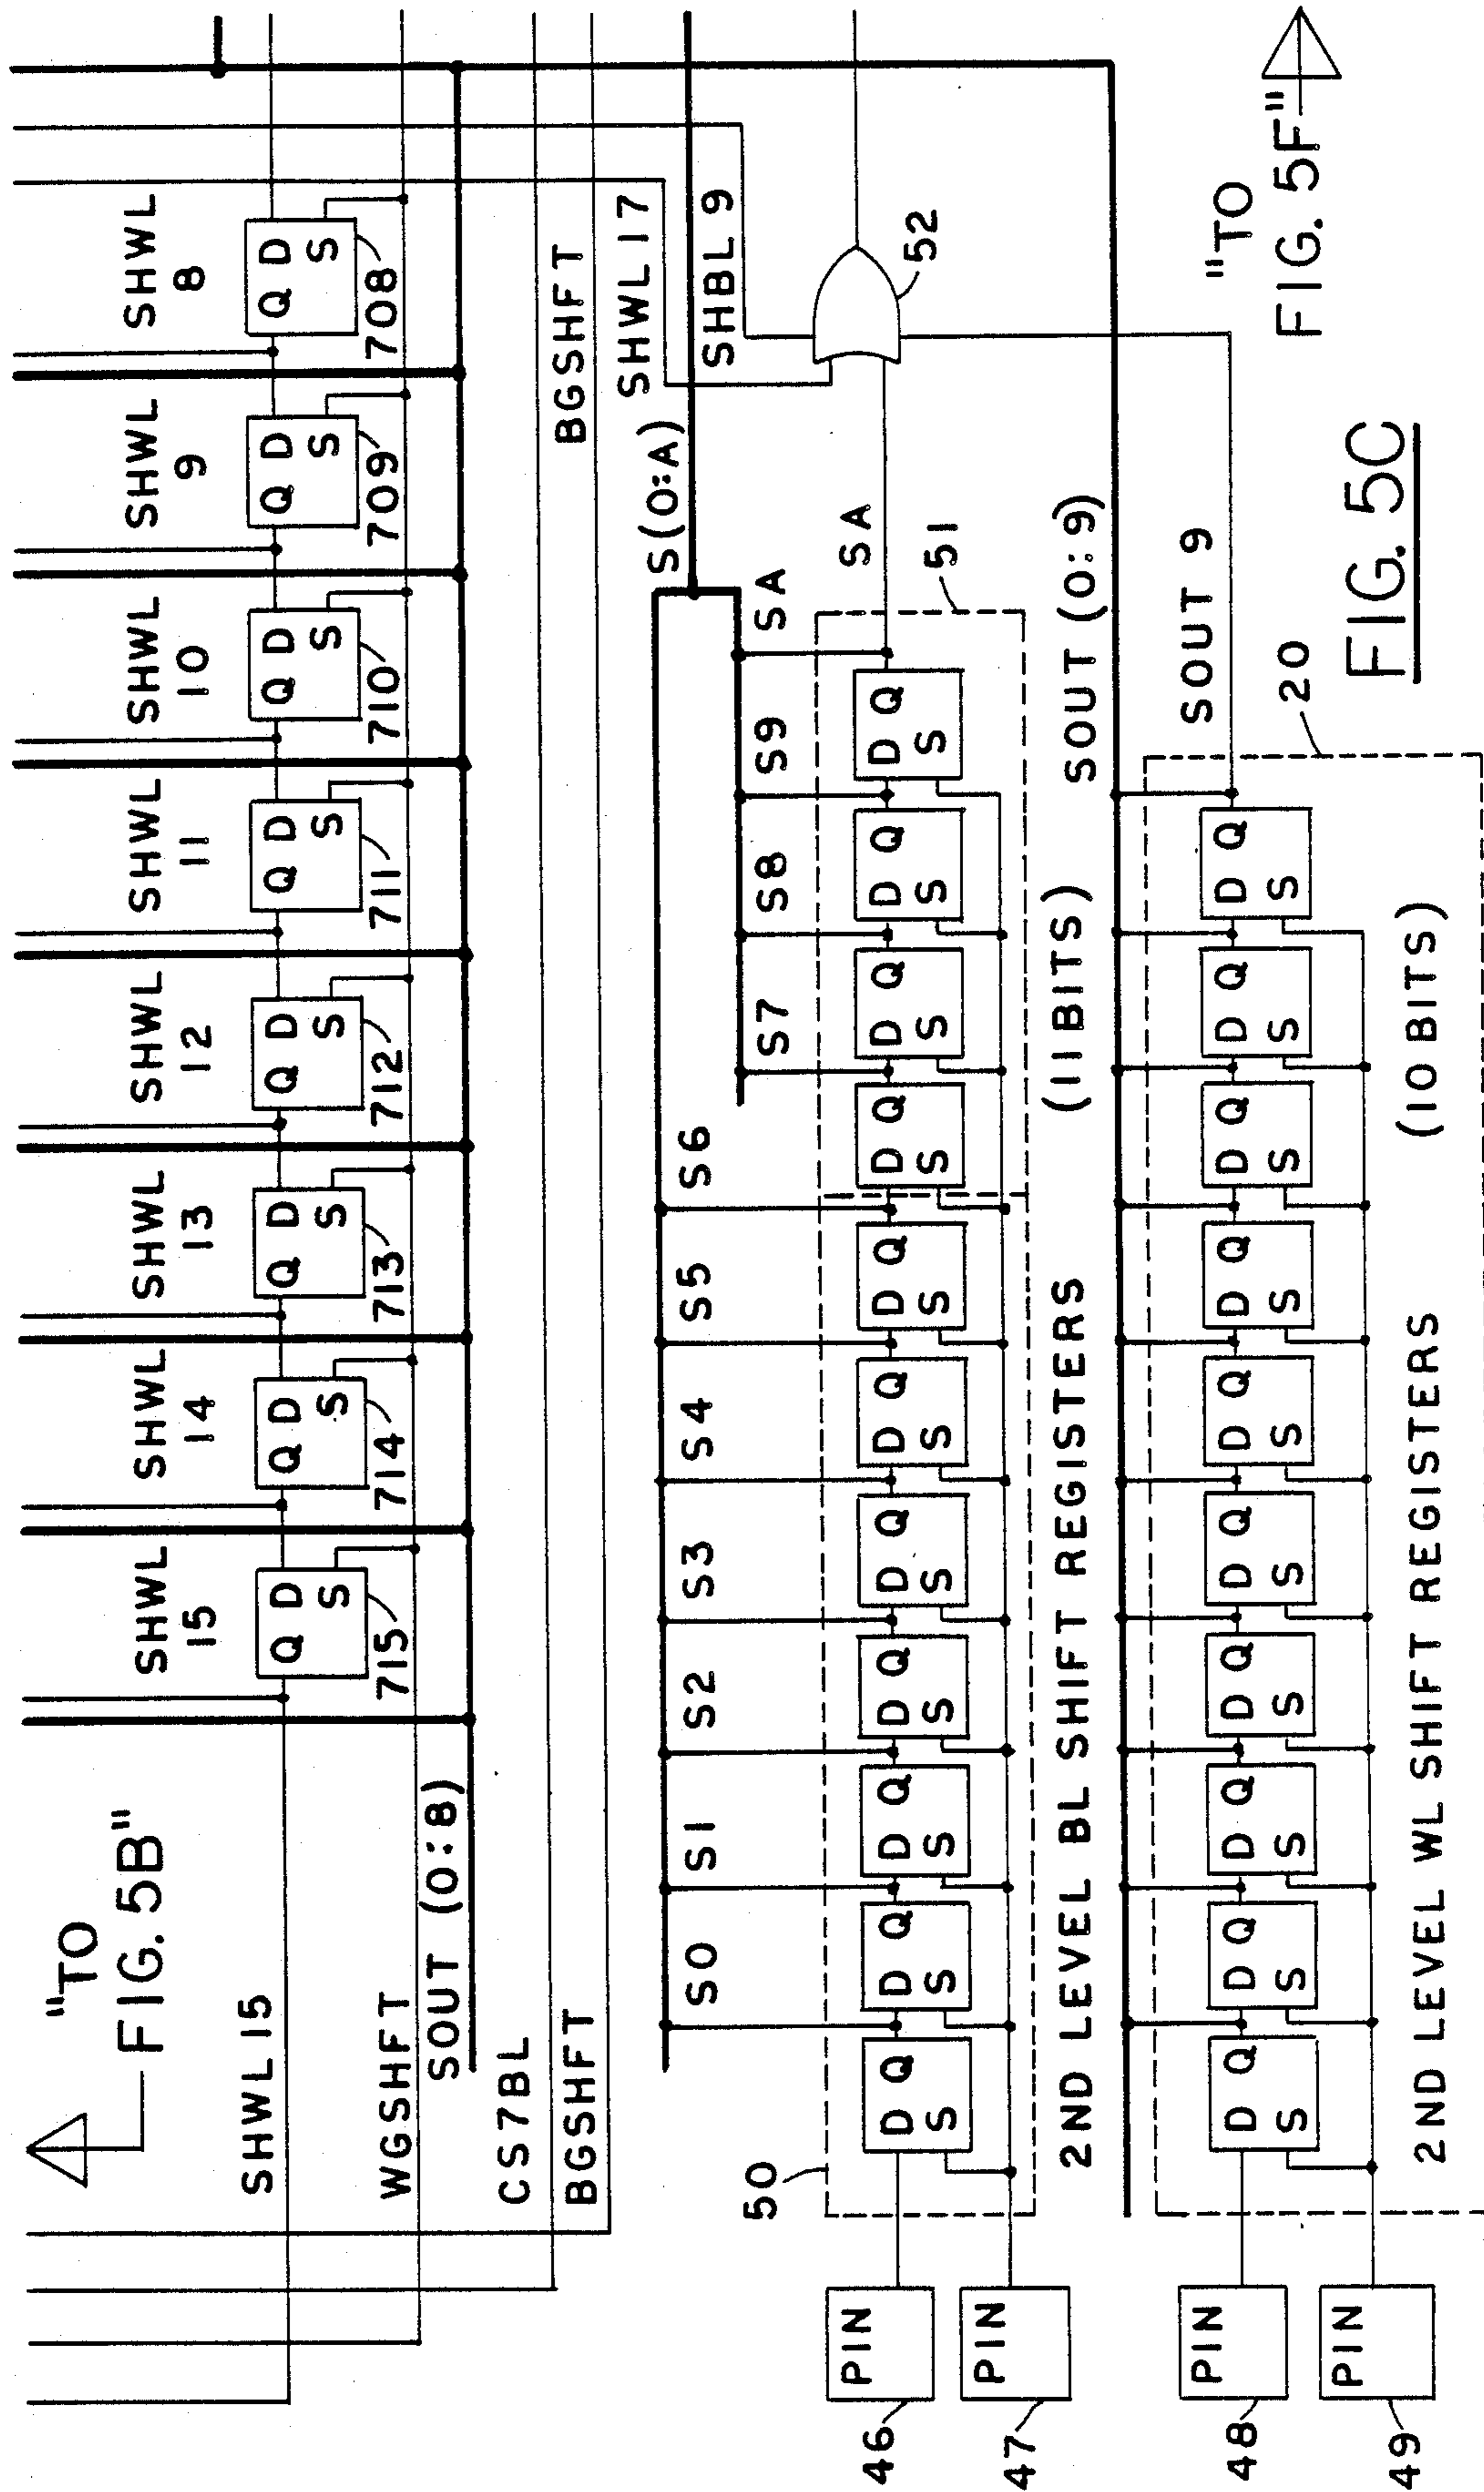 "TO
FIG. 5B"
SHWL 15
WGSHFT
SOUT (0:8)
CS7BL
BGSHFT
SHWL
15
SHWL
14
SHWL
13
SHWL
12
SHWL
11
SHWL
10
SHWL
9
SHWL
8
Q D
S
715
Q D
S
714
Q D
S
713
Q D
S
712
Q D
S
711
Q D
S
710
Q D
S
709
Q D
S
708
BGSHFT
SHWL 17
SHBL 9
S(0:A)
S0
S1
S2
S3
S4
S5
S6
S7
S8
S9
SA
SA
50
51
52
46
PIN
47
PIN
D Q
S
D Q
S
D Q
S
D Q
S
D Q
S
D Q
S
D Q
S
D Q
S
D Q
S
D Q
S
D Q
S
2ND LEVEL BL SHIFT REGISTERS (11 BITS)
SOUT (0:9)
SOUT 9
20
48
PIN
49
PIN
D Q
S
D Q
S
D Q
S
D Q
S
D Q
S
D Q
S
D Q
S
D Q
S
D Q
S
D Q
S
2ND LEVEL WL SHIFT REGISTERS (10 BITS)
"TO
FIG. 5F"
FIG. 5C